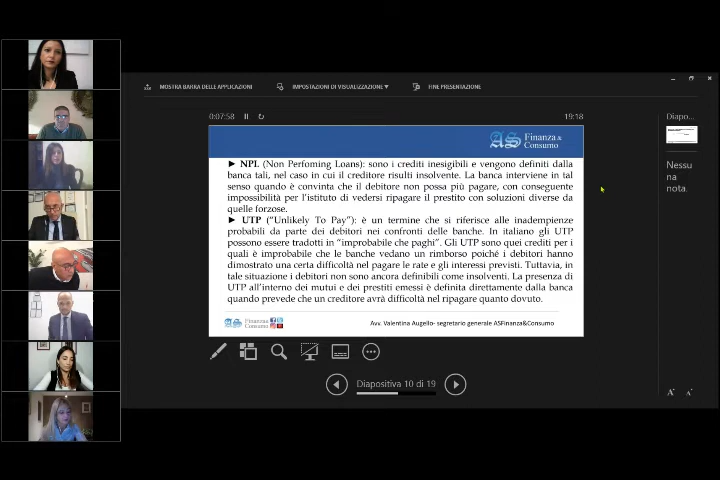 MOSTRA BARRA DELLE APPLICAZIONI
IMPOSTAZIONI DI VISUALIZZAZIONE ▼
FINE PRESENTAZIONE
0:07:58
19:18
Diapo...
AS Finanza&
Consumo
► NPL (Non Perfoming Loans): sono i crediti inesigibili e vengono definiti dalla
banca tali, nel caso in cui il creditore risulti insolvente. La banca interviene in tal
senso quando è convinta che il debitore non possa più pagare, con conseguente
impossibilità per l'istituto di vedersi ripagare il prestito con soluzioni diverse da
quelle forzose.
► UTP ("Unlikely To Pay"): è un termine che si riferisce alle inadempienze
probabili da parte dei debitori nei confronti delle banche. In italiano gli UTP
possono essere tradotti in "improbabile che paghi". Gli UTP sono quei crediti per i
quali è improbabile che le banche vedano un rimborso poiché i debitori hanno
dimostrato una certa difficoltà nel pagare le rate e gli interessi previsti. Tuttavia, in
tale situazione i debitori non sono ancora definibili come insolventi. La presenza di
UTP all'interno dei mutui e dei prestiti emessi è definita direttamente dalla banca
quando prevede che un creditore avrà difficoltà nel ripagare quanto dovuto.
AS Finanza&
Consumo
Avv. Valentina Augello- segretario generale ASFinanza&Consumo
Nessu
na
nota.
Diapositiva 10 di 19
A A